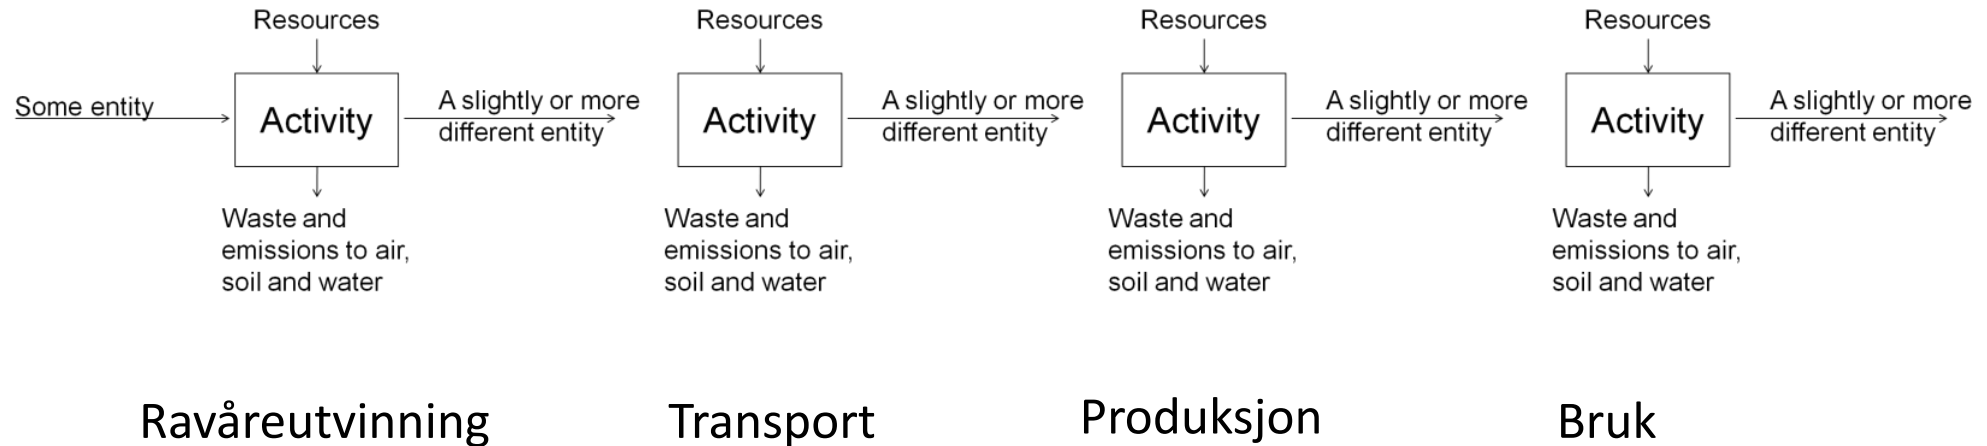 Resources
Some entity
Activity
A slightly or more
different entity
Waste and
emissions to air,
soil and water
Resources
Activity
A slightly or more
different entity
Waste and
emissions to air,
soil and water
Resources
Activity
A slightly or more
different entity
Waste and
emissions to air,
soil and water
Resources
Activity
A slightly or more
different entity
Waste and
emissions to air,
soil and water
Ravåreutvinning
Transport
Produksjon
Bruk